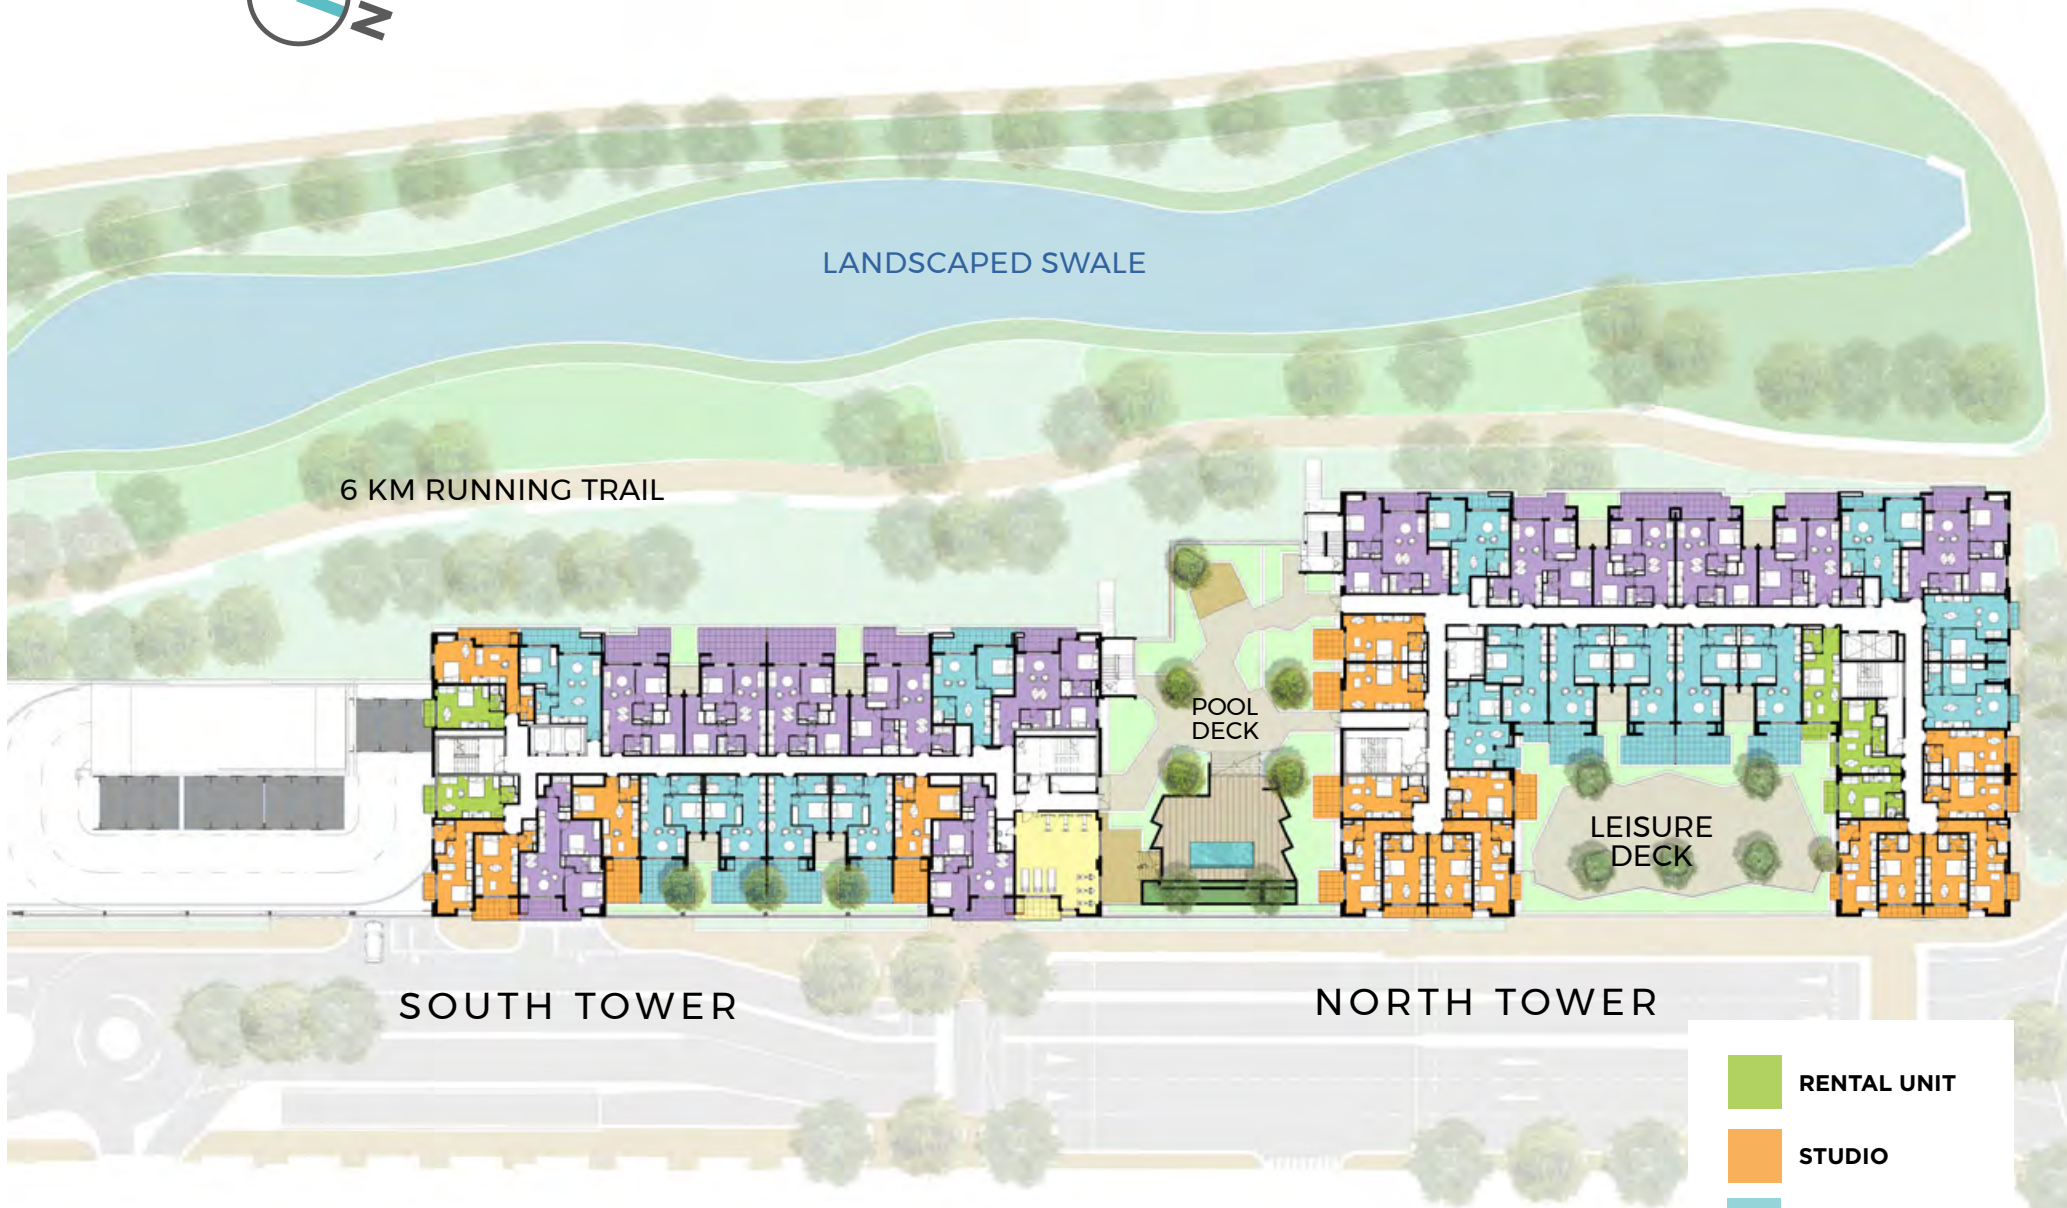 N
LANDSCAPED SWALE
6 KM RUNNING TRAIL
POOL
DECK
LEISURE
DECK
SOUTH TOWER
NORTH TOWER
RENTAL UNIT
STUDIO